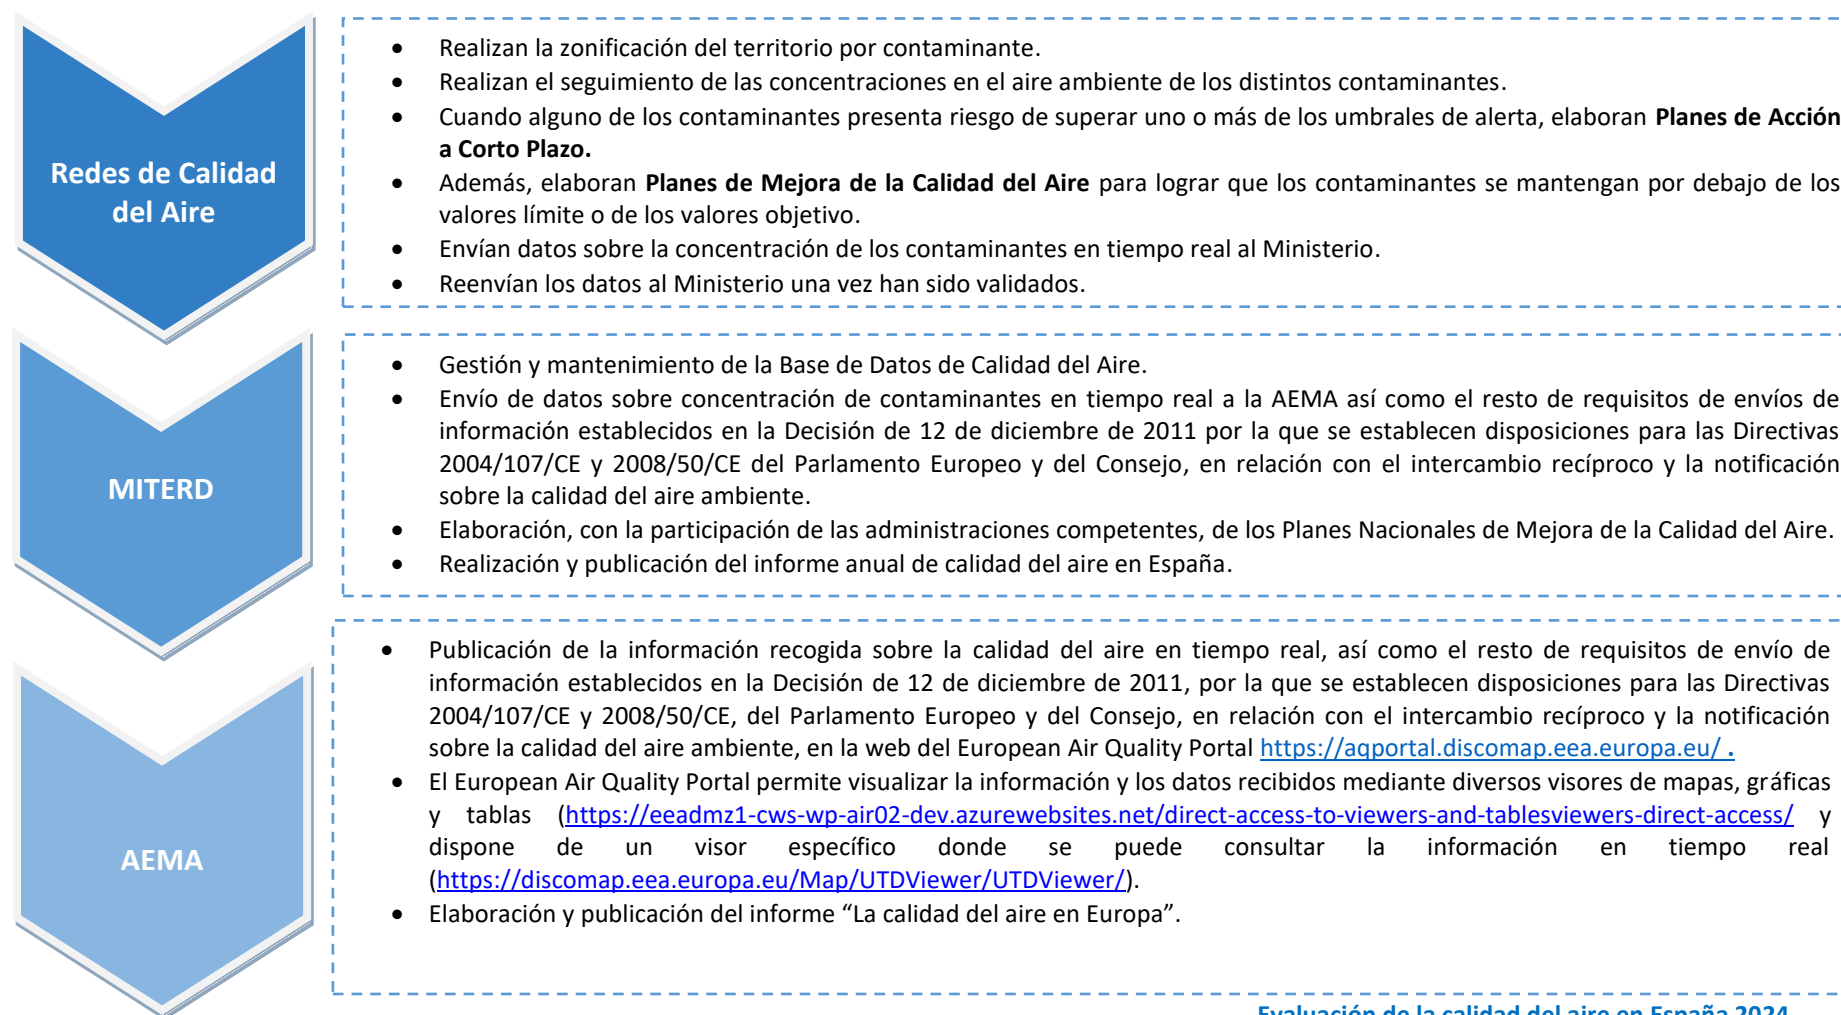 Redes de Calidad
del Aire
• Realizan la zonificación del territorio por contaminante.
• Realizan el seguimiento de las concentraciones en el aire ambiente de los distintos contaminantes.
• Cuando alguno de los contaminantes presenta riesgo de superar uno o más de los umbrales de alerta, elaboran Planes de Acción
a Corto Plazo.
• Además, elaboran Planes de Mejora de la Calidad del Aire para lograr que los contaminantes se mantengan por debajo de los
valores límite o de los valores objetivo.
• Envían datos sobre la concentración de los contaminantes en tiempo real al Ministerio.
• Reenvían los datos al Ministerio una vez han sido validados.
MITERD
• Gestión y mantenimiento de la Base de Datos de Calidad del Aire.
• Envío de datos sobre concentración de contaminantes en tiempo real a la AEMA así como el resto de requisitos de envíos de
información establecidos en la Decisión de 12 de diciembre de 2011 por la que se establecen disposiciones para las Directivas
2004/107/CE y 2008/50/CE del Parlamento Europeo y del Consejo, en relación con el intercambio recíproco y la notificación
sobre la calidad del aire ambiente.
• Elaboración, con la participación de las administraciones competentes, de los Planes Nacionales de Mejora de la Calidad del Aire.
• Realización y publicación del informe anual de calidad del aire en España.
AEMA
• Publicación de la información recogida sobre la calidad del aire en tiempo real, así como el resto de requisitos de envío de
información establecidos en la Decisión de 12 de diciembre de 2011, por la que se establecen disposiciones para las Directivas
2004/107/CE y 2008/50/CE, del Parlamento Europeo y del Consejo, en relación con el intercambio recíproco y la notificación
sobre la calidad del aire ambiente, en la web del European Air Quality Portal https://aqportal.discomap.eea.europa.eu/ .
• El European Air Quality Portal permite visualizar la información y los datos recibidos mediante diversos visores de mapas, gráficas
y tablas (https://eeadmz1-cws-wp-air02-dev.azurewebsites.net/direct-access-to-viewers-and-tablesviewers-direct-access/ y
dispone de un visor específico donde se puede consultar la información en tiempo real
(https://discomap.eea.europa.eu/Map/UTDViewer/UTDViewer/).
• Elaboración y publicación del informe “La calidad del aire en Europa”.
Evaluación de la calidad del aire en España 2024